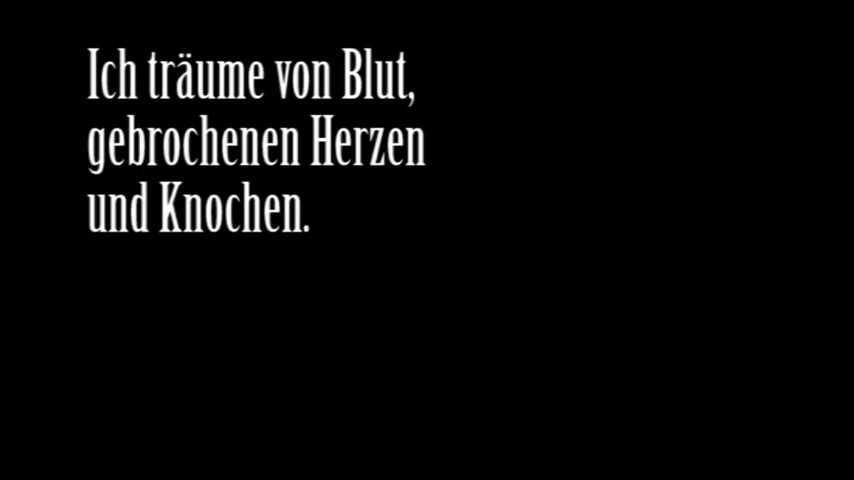 Ich träume von Blut,
gebrochenen Herzen
und Knochen.